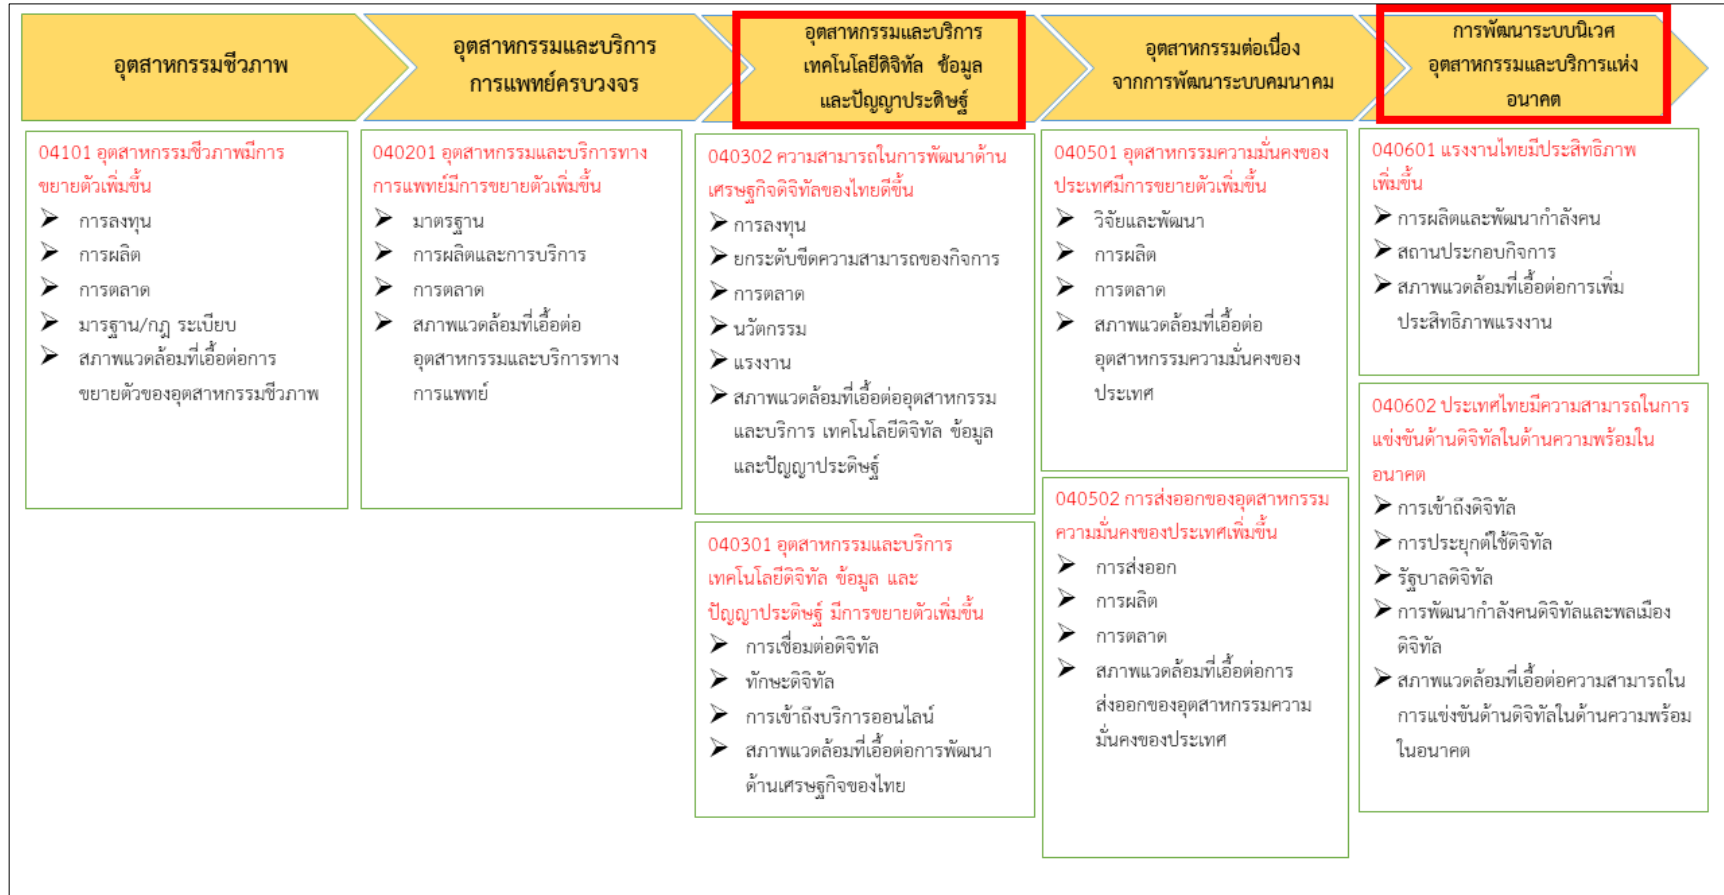 อุตสาหกรรมชีวภาพ
อุตสาหกรรมและบริการ
การแพทย์ครบวงจร
อุตสาหกรรมและบริการ
เทคโนโลยีดิจิทัล ข้อมูล
และปัญญาประดิษฐ์
อุตสาหกรรมต่อเนื่อง
จากการพัฒนาระบบคมนาคม
การพัฒนาระบบนิเวศ
อุตสาหกรรมและบริการแห่ง
อนาคต
04101 อุตสาหกรรมชีวภาพมีการ
ขยายตัวเพิ่มขึ้น
➢ การลงทุน
➢ การผลิต
➢ การตลาด
➢ มารฐาน/กฎ ระเบียบ
➢ สภาพแวดล้อมที่เอื้อต่อการ
ขยายตัวของอุตสาหกรรมชีวภาพ
040201 อุตสาหกรรมและบริการทาง
การแพทย์มีการขยายตัวเพิ่มขึ้น
➢ มาตรฐาน
➢ การผลิตและการบริการ
➢ การตลาด
➢ สภาพแวดล้อมที่เอื้อต่อ
อุตสาหกรรมและบริการทาง
การแพทย์
040302 ความสามารถในการพัฒนาด้าน
เศรษฐกิจดิจิทัลของไทยดีขึ้น
➢ การลงทุน
➢ ยกระดับขีดความสามารถของกิจการ
➢ การตลาด
➢ นวัตกรรม
➢ แรงงาน
➢ สภาพแวดล้อมที่เอื้อต่ออุตสาหกรรม
และบริการ เทคโนโลยีดิจิทัล ข้อมูล
และปัญญาประดิษฐ์
040301 อุตสาหกรรมและบริการ
เทคโนโลยีดิจิทัล ข้อมูล และ
ปัญญาประดิษฐ์ มีการขยายตัวเพิ่มขึ้น
➢ การเชื่อมต่อดิจิทัล
➢ ทักษะดิจิทัล
➢ การเข้าถึงบริการออนไลน์
➢ สภาพแวดล้อมที่เอื้อต่อการพัฒนา
ด้านเศรษฐกิจของไทย
040501 อุตสาหกรรมความมั่นคงของ
ประเทศมีการขยายตัวเพิ่มขึ้น
➢ วิจัยและพัฒนา
➢ การผลิต
➢ การตลาด
➢ สภาพแวดล้อมที่เอื้อต่อ
อุตสาหกรรมความมั่นคงของ
ประเทศ
040502 การส่งออกของอุตสาหกรรม
ความมั่นคงของประเทศเพิ่มขึ้น
➢ การส่งออก
➢ การผลิต
➢ การตลาด
➢ สภาพแวดล้อมที่เอื้อต่อการ
ส่งออกของอุตสาหกรรมความ
มั่นคงของประเทศ
040601 แรงงานไทยมีประสิทธิภาพ
เพิ่มขึ้น
➢ การผลิตและพัฒนากำลังคน
➢ สถานประกอบกิจการ
➢ สภาพแวดล้อมที่เอื้อต่อการเพิ่ม
ประสิทธิภาพแรงงาน
040602 ประเทศไทยมีความสามารถในการ
แข่งขันด้านดิจิทัลในด้านความพร้อมใน
อนาคต
➢ การเข้าถึงดิจิทัล
➢ การประยุกต์ใช้ดิจิทัล
➢ รัฐบาลดิจิทัล
➢ การพัฒนากำลังคนดิจิทัลและพลเมือง
ดิจิทัล
➢ สภาพแวดล้อมที่เอื้อต่อความสามารถใน
การแข่งขันด้านดิจิทัลในด้านความพร้อม
ในอนาคต